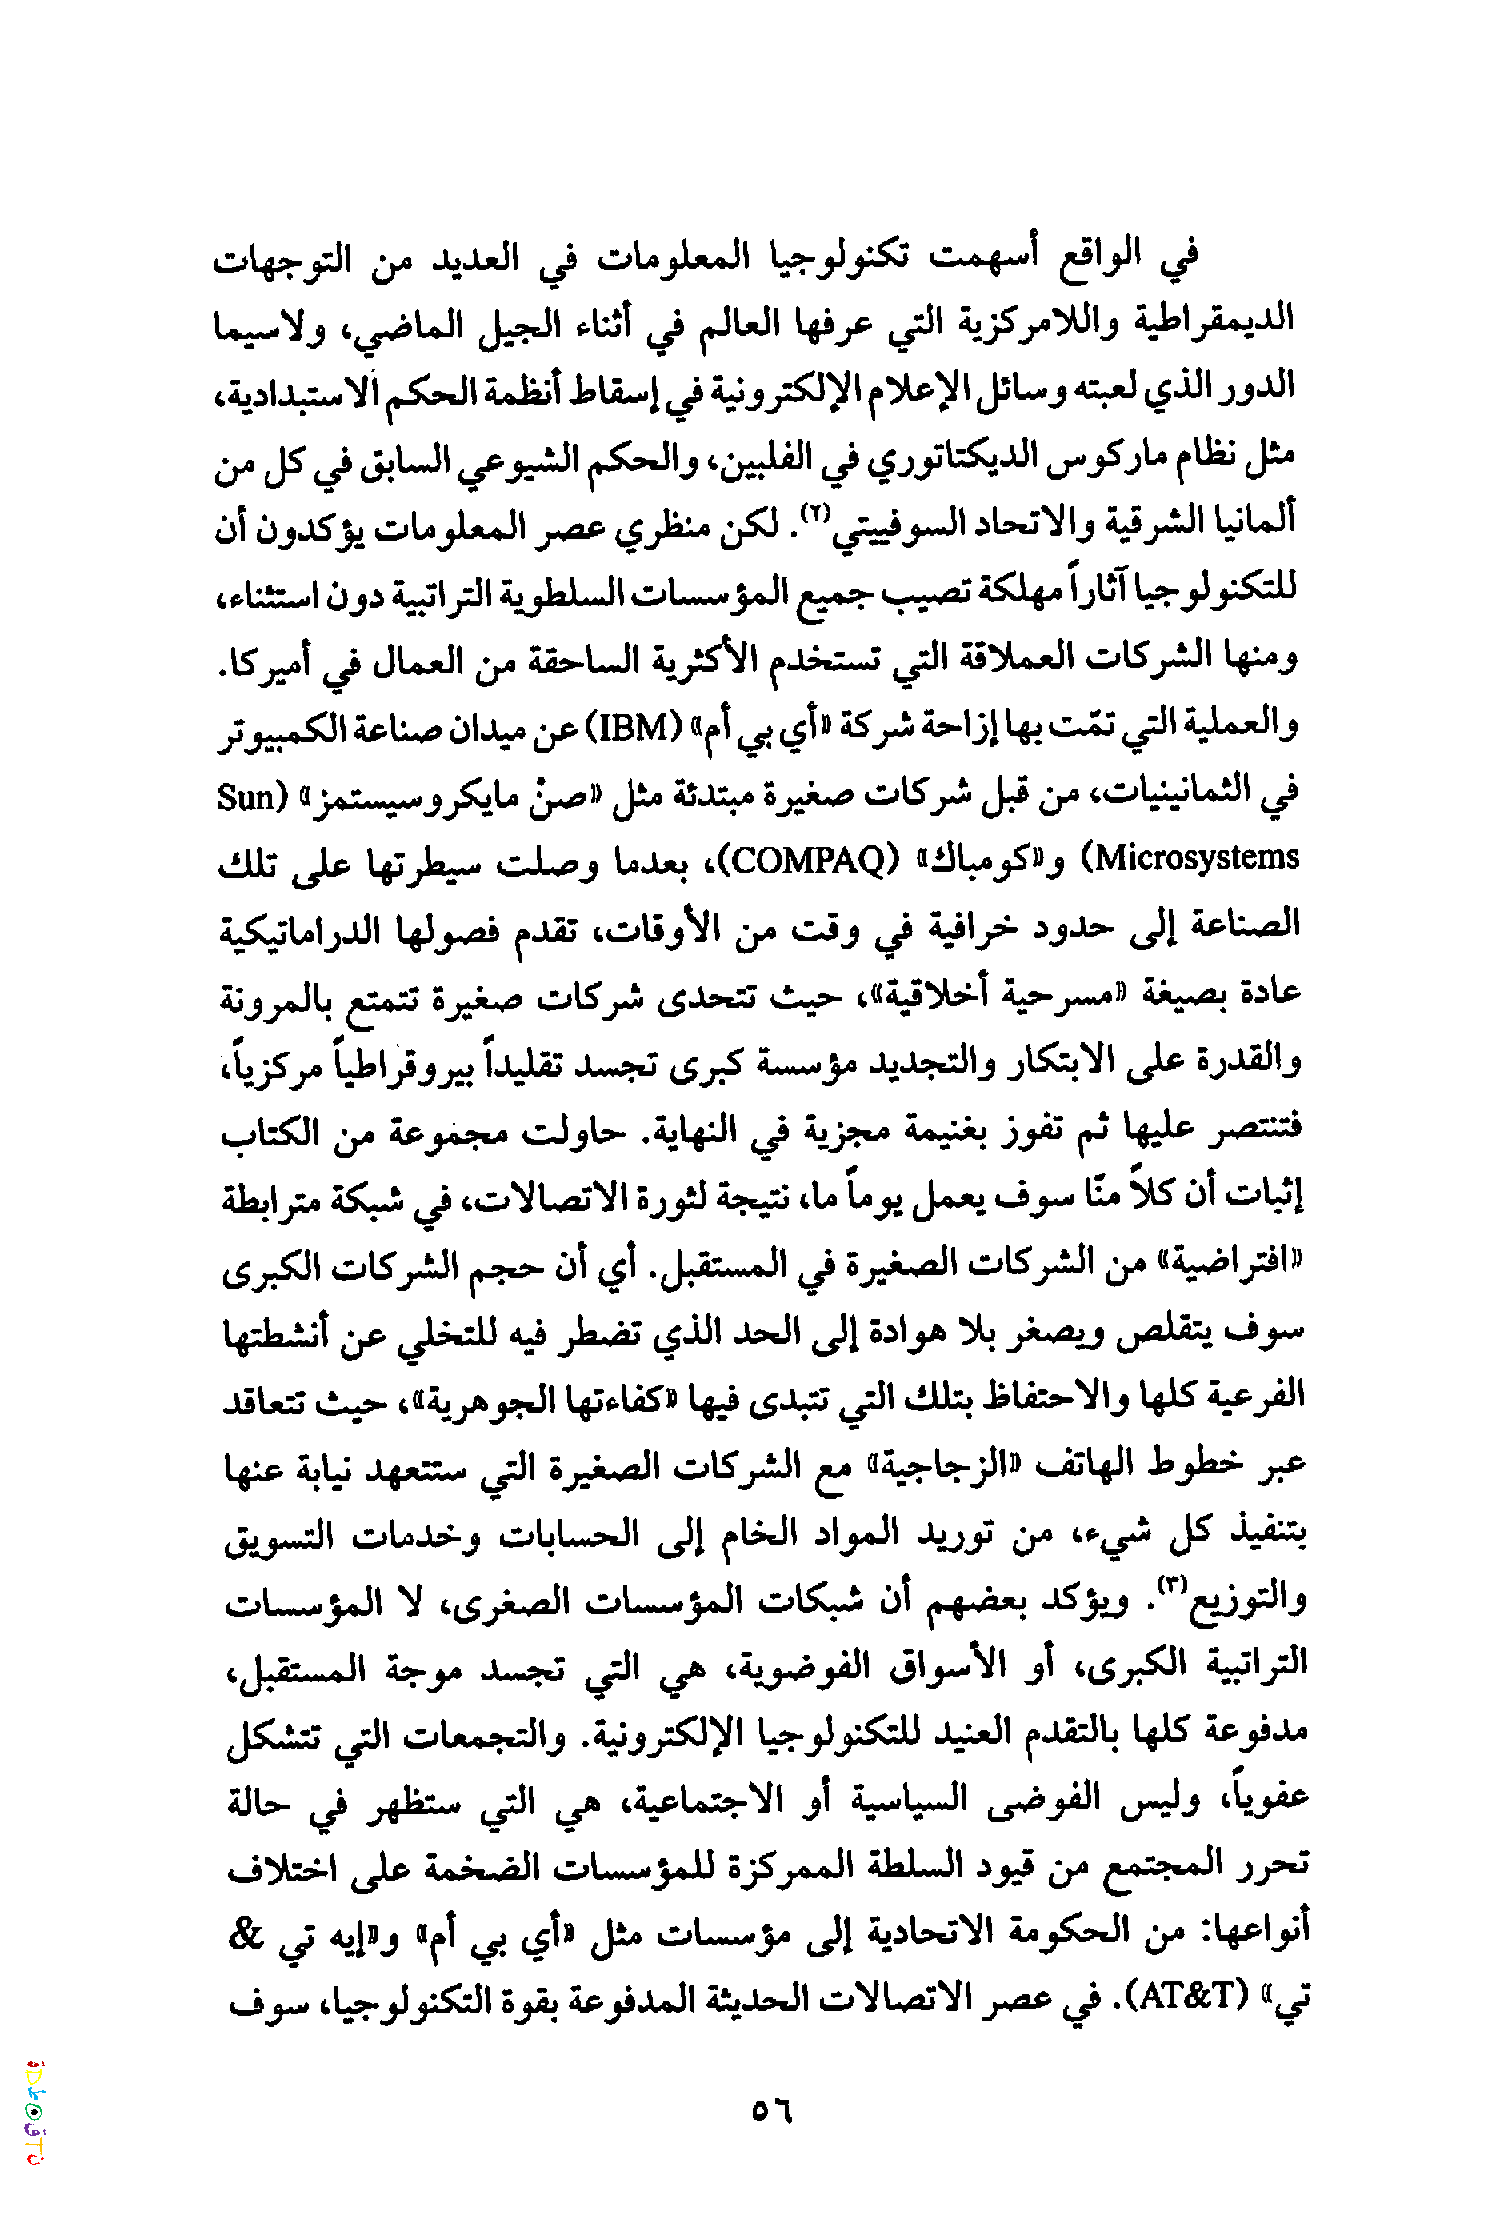 في الواقع أسهمت تكنولوجيا المعلومات في العديد من التوجهات
الديمقراطية واللامركزية التي عرفها العالم في أثناء الجيل الماضي، ولاسيما
الدور الذي لعبته وسائل الإعلام الإلكترونية في إسقاط أنظمة الحكم الاستبدادية،
مثل نظام ماركوس الديكتاتوري في الفلبين، والحكم الشيوعي السابق في كل من
ألمانيا الشرقية والاتحاد السوفييتي(٢). لكن منظري عصر المعلومات يؤكدون أن
للتكنولوجيا آثاراً مهلكة تصيب جميع المؤسسات السلطوية التراتبية دون استثناء،
ومنها الشركات العملاقة التي تستخدم الأكثرية الساحقة من العمال في أميركا.
والعملية التي تمّت بها إزاحة شركة «أي بي أم» (IBM) عن ميدان صناعة الكمبيوتر
في الثمانينيات، من قبل شركات صغيرة مبتدئة مثل «صنْ مايكروسيستمز» (Sun
Microsystems) و«كومباك» (COMPAQ)، بعدما وصلت سيطرتها على تلك
الصناعة إلى حدود خرافية في وقت من الأوقات، تقدم فصولها الدراماتيكية
عادة بصيغة «مسرحية أخلاقية»، حيث تتحدى شركات صغيرة تتمتع بالمرونة
والقدرة على الابتكار والتجديد مؤسسة كبرى تجسد تقليداً بيروقراطياً مركزياً،
فتنتصر عليها ثم تفوز بغنيمة مجزية في النهاية. حاولت مجموعة من الكتاب
إثبات أن كلاً منّا سوف يعمل يوماً ما، نتيجة لثورة الاتصالات، في شبكة مترابطة
«افتراضية» من الشركات الصغيرة في المستقبل. أي أن حجم الشركات الكبرى
سوف يتقلص ويصغر بلا هوادة إلى الحد الذي تضطر فيه للتخلي عن أنشطتها
الفرعية كلها والاحتفاظ بتلك التي تتبدى فيها «كفاءتها الجوهرية»، حيث تتعاقد
عبر خطوط الهاتف «الزجاجية» مع الشركات الصغيرة التي ستتعهد نيابة عنها
بتنفيذ كل شيء، من توريد المواد الخام إلى الحسابات وخدمات التسويق
والتوزيع(٣). ويؤكد بعضهم أن شبكات المؤسسات الصغرى، لا المؤسسات
التراتبية الكبرى، أو الأسواق الفوضوية، هي التي تجسد موجة المستقبل،
مدفوعة كلها بالتقدم العنيد للتكنولوجيا الإلكترونية. والتجمعات التي تتشكل
عفوياً، وليس الفوضى السياسية أو الاجتماعية، هي التي ستظهر في حالة
تحرر المجتمع من قيود السلطة الممركزة للمؤسسات الضخمة على اختلاف
أنواعها: من الحكومة الاتحادية إلى مؤسسات مثل «أي بي أم» و«إيه تي &
تي» (AT&T). في عصر الاتصالات الحديثة المدفوعة بقوة التكنولوجيا، سوف
٥٦